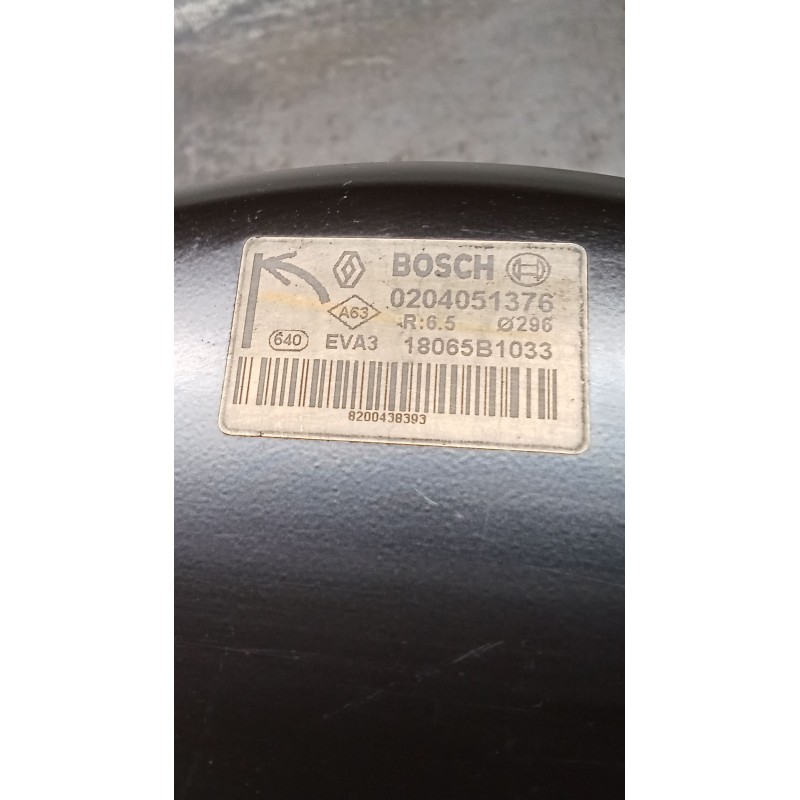 BOSCH
0204051376
A63
R:6.5 Ø296
640 EVA3 18065B1033
8200438393